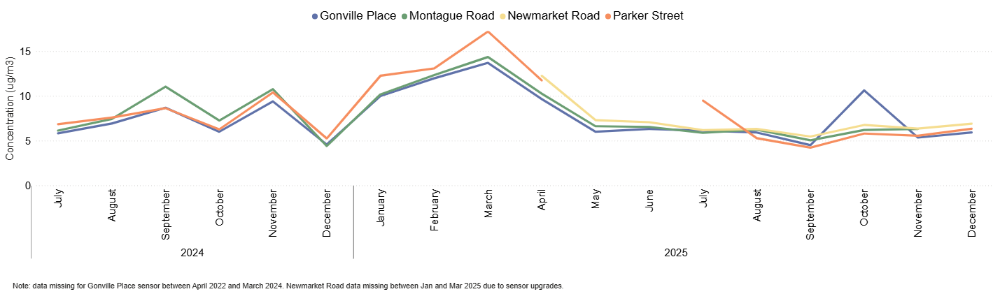 Gonville Place Montague Road Newmarket Road Parker Street
Concentration (ug/m3)
15
10
5
0
July
August
September
October
November
December
January
February
March
April
May
June
July
August
September
October
November
December
2024
2025
Note: data missing for Gonville Place sensor between April 2022 and March 2024. Newmarket Road data missing between Jan and Mar 2025 due to sensor upgrades.